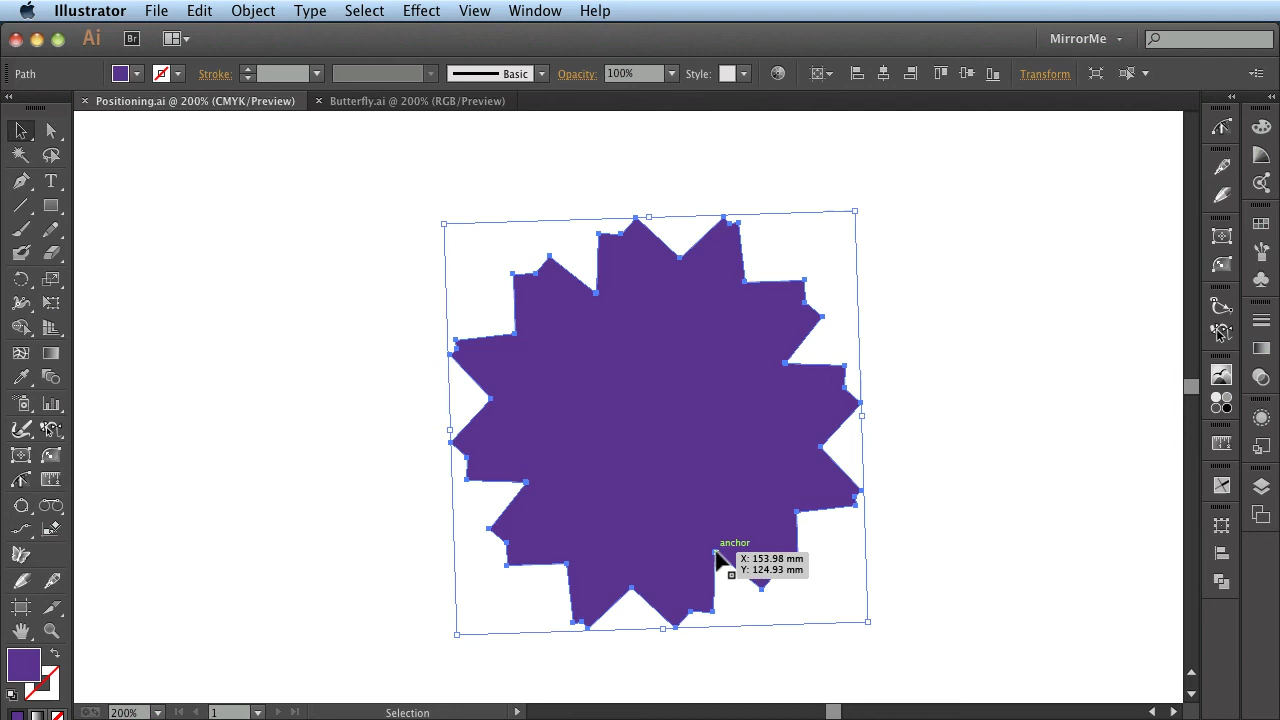 Illustrator File Edit Object Type Select Effect View Window Help
Ai Br MirrorMe
Path Stroke: Basic Opacity: 100% Style: Transform
Positioning.ai @ 200% (CMYK/Preview) Butterfly.ai @ 200% (RGB/Preview)
T
anchor
X: 153.98 mm
Y: 124.93 mm
200% 1 Selection